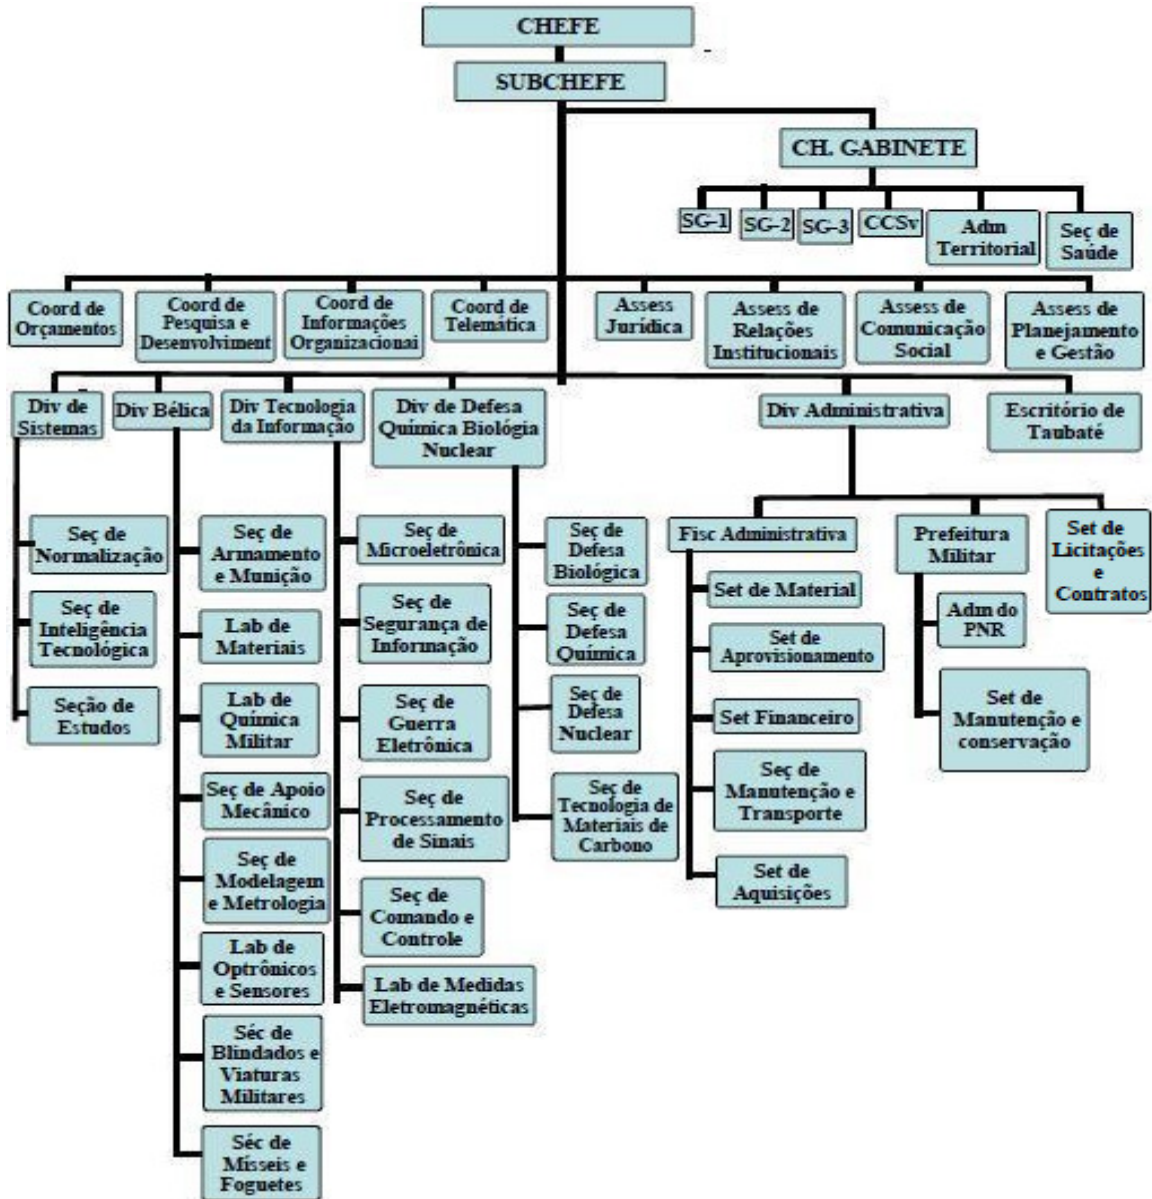 CHEFE
SUBCHEFE
CH. GABINETE
SG-1
SG-2
SG-3
CCSv
Adm
Territorial
Seç de
Saúde
Coord de
Orçamentos
Coord de
Pesquisa e
Desenvolviment
Coord de
Informações
Organizacionai
Coord de
Telemática
Assess
Jurídica
Assess de
Relações
Institucionais
Assess de
Comunicação
Social
Assess de
Planejamento
e Gestão
Div de
Sistemas
Div Bélica
Div Tecnologia
da Informação
Div de Defesa
Química Biológia
Nuclear
Div Administrativa
Escritório de
Taubaté
Seç de
Normalização
Seç de
Inteligência
Tecnológica
Seção de
Estudos
Seç de
Armamento
e Munição
Lab de
Materiais
Lab de
Química
Militar
Seç de Apoio
Mecânico
Seç de
Modelagem
e Metrologia
Lab de
Optrônicos
e Sensores
Séc de
Blindados e
Viaturas
Militares
Séc de
Mísseis e
Foguetes
Seç de
Microeletrônica
Seç de
Segurança de
Informação
Seç de
Guerra
Eletrônica
Seç de
Processamento
de Sinais
Seç de
Comando e
Controle
Lab de Medidas
Eletromagnéticas
Seç de
Defesa
Biológica
Seç de
Defesa
Química
Seç de
Defesa
Nuclear
Seç de
Tecnologia de
Materiais de
Carbono
Fisc Administrativa
Set de Material
Set de
Aprovisionamento
Set Financeiro
Seç de
Manutenção e
Transporte
Set de
Aquisições
Prefeitura
Militar
Adm do
PNR
Set de
Manutenção e
conservação
Set de
Licitações
e
Contratos